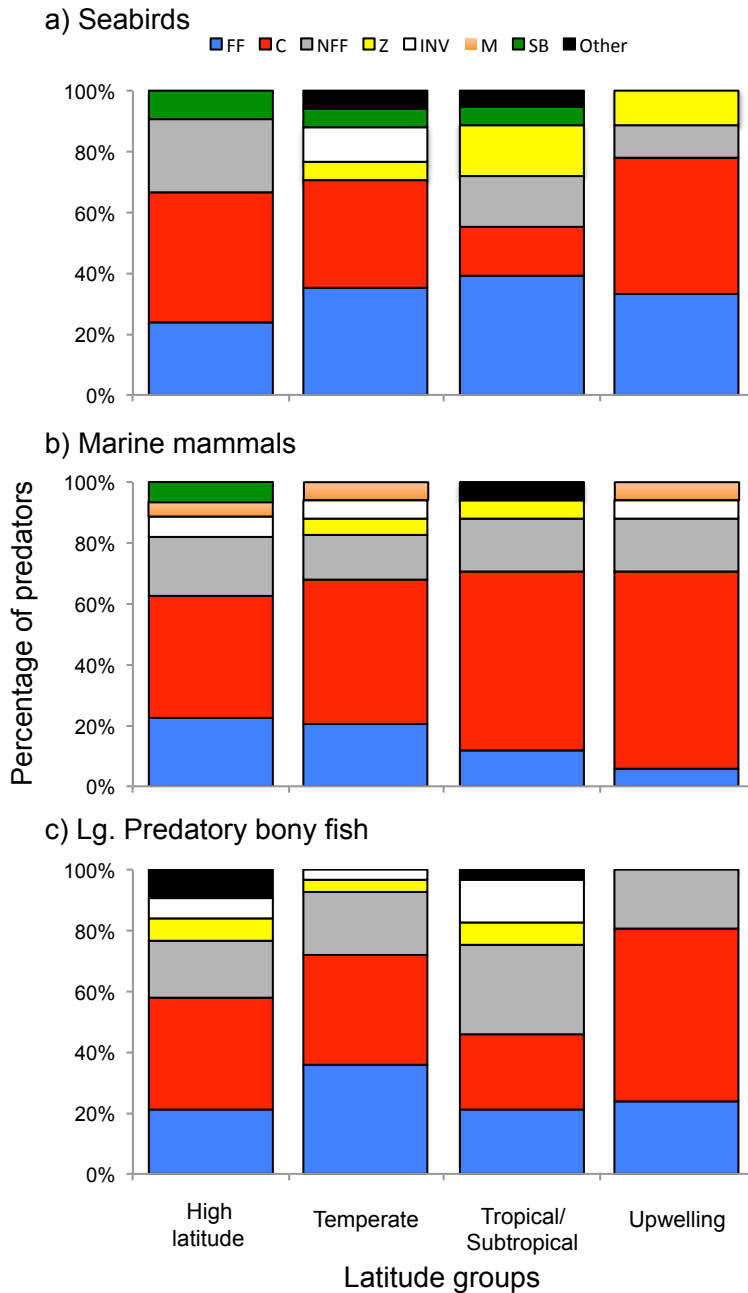 a) Seabirds
FF C NFF Z INV M SB Other
100%
80%
60%
40%
20%
0%
b) Marine mammals
100%
80%
60%
40%
20%
0%
Percentage of predators
c) Lg. Predatory bony fish
100%
80%
60%
40%
20%
0%
High
latitude
Temperate
Tropical/
Subtropical
Upwelling
Latitude groups